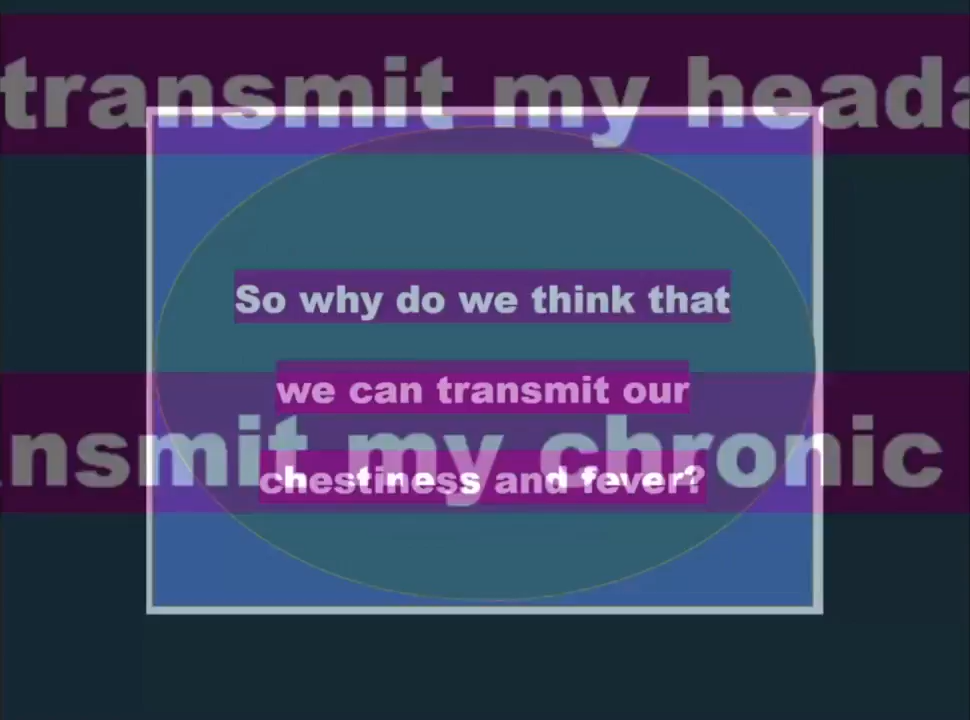 transmit my heada
So why do we think that
we can transmit our
nsmit my chronic
chestiness and fever?